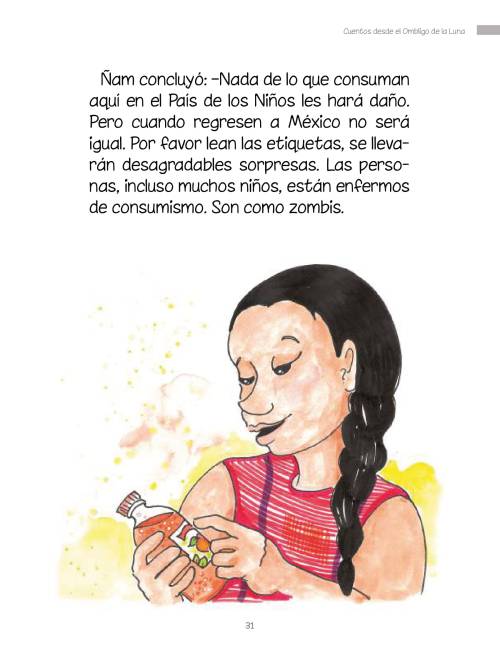 Cuentos desde el Ombligo de la Luna
Ñam concluyó: -Nada de lo que consuman
aquí en el País de los Niños les hará daño.
Pero cuando regresen a México no será
igual. Por favor lean las etiquetas, se lleva-
rán desagradables sorpresas. Las perso-
nas, incluso muchos niños, están enfermos
de consumismo. Son como zombis.
31